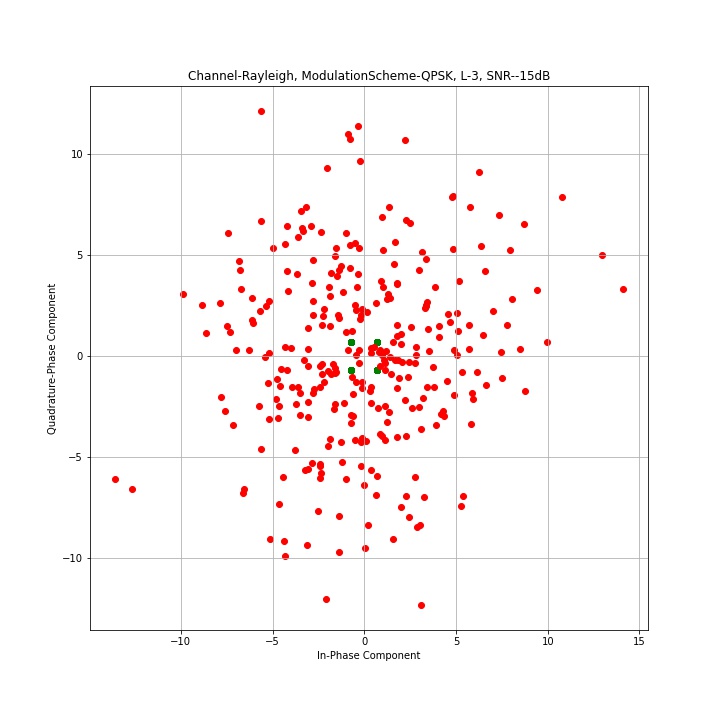 Channel-Rayleigh, ModulationScheme-QPSK, L-3, SNR--15dB
10
5
0
−5
−10
Quadrature-Phase Component
−10 −5 0 5 10 15
In-Phase Component